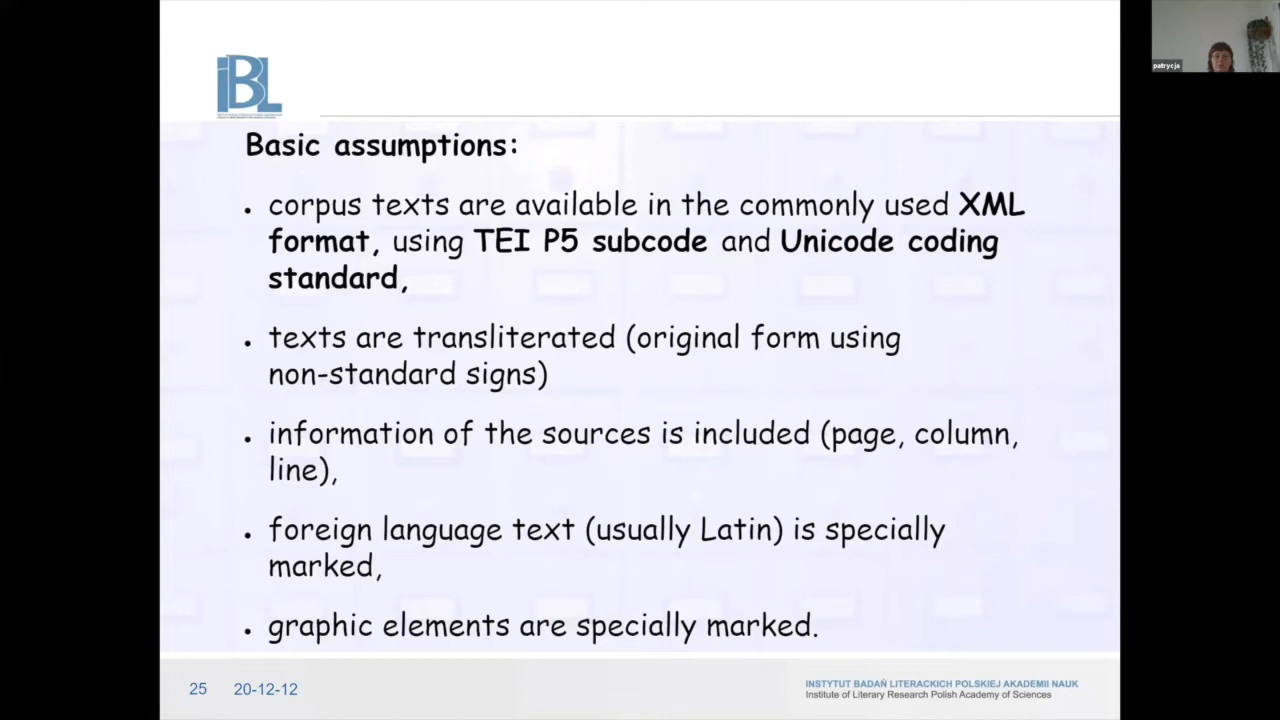 patrycja
iBL
Basic assumptions:
• corpus texts are available in the commonly used XML
format, using TEI P5 subcode and Unicode coding
standard,
• texts are transliterated (original form using
non-standard signs)
• information of the sources is included (page, column,
line),
• foreign language text (usually Latin) is specially
marked,
• graphic elements are specially marked.
25 20-12-12
INSTYTUT BADAŃ LITERACKICH POLSKIEJ AKADEMII NAUK
Institute of Literary Research Polish Academy of Sciences